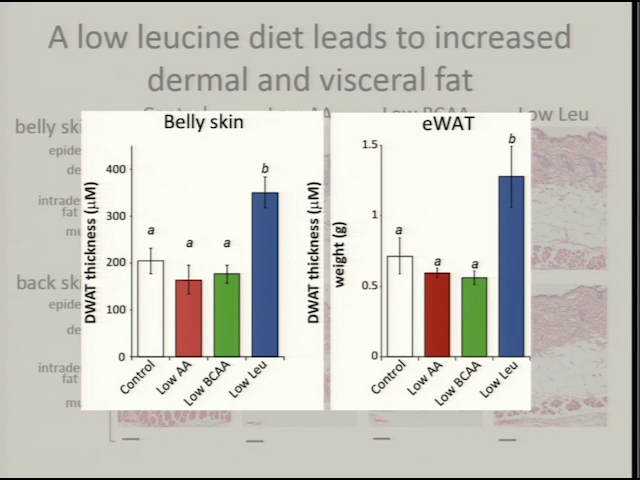 A low leucine diet leads to increased
dermal and visceral fat
Low Leu
belly ski
epide
de
intrade
fat
mu
back ski
epide
de
intrade
fat
mu
Belly skin
DWAT thickness (μM)
400
300
200
100
0
a
a
a
b
Control
Low AA
Low BCAA
Low Leu
eWAT
DWAT thickness (μM)
weight (g)
1.5
1
0.5
0
a
a
a
b
Control
Low AA
Low BCAA
Low Leu